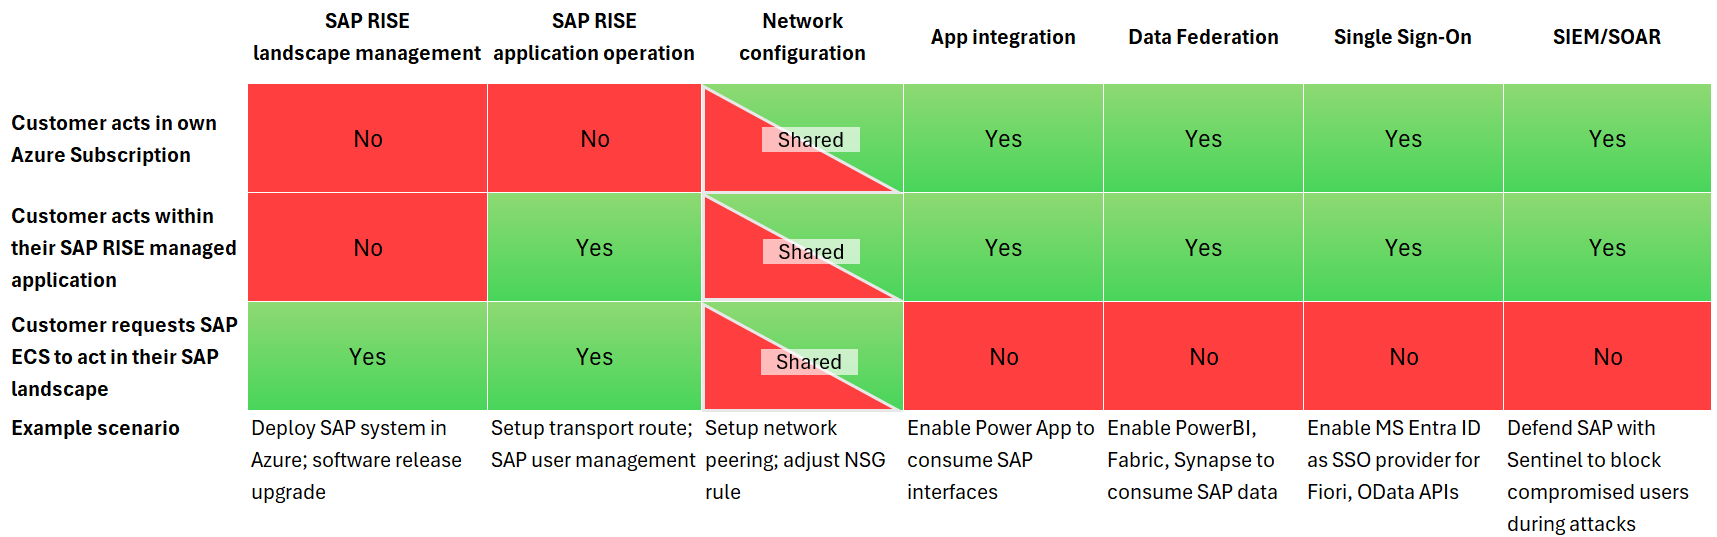 SAP RISE
landscape management
SAP RISE
application operation
Network
configuration
App integration
Data Federation
Single Sign-On
SIEM/SOAR
Customer acts in own
Azure Subscription
No
No
Shared
Yes
Yes
Yes
Yes
Customer acts within
their SAP RISE managed
application
No
Yes
Shared
Yes
Yes
Yes
Yes
Customer requests SAP
ECS to act in their SAP
landscape
Yes
Yes
Shared
No
No
No
No
Example scenario
Deploy SAP system in
Azure; software release
upgrade
Setup transport route;
SAP user management
Setup network
peering; adjust NSG
rule
Enable Power App to
consume SAP
interfaces
Enable PowerBI,
Fabric, Synapse to
consume SAP data
Enable MS Entra ID
as SSO provider for
Fiori, OData APIs
Defend SAP with
Sentinel to block
compromised users
during attacks